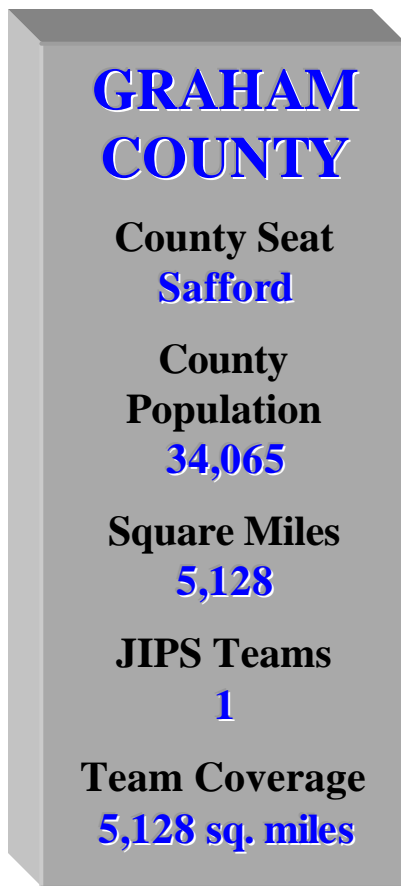 GRAHAM
COUNTY
County Seat
Safford
County
Population
34,065
Square Miles
5,128
JIPS Teams
1
Team Coverage
5,128 sq. miles